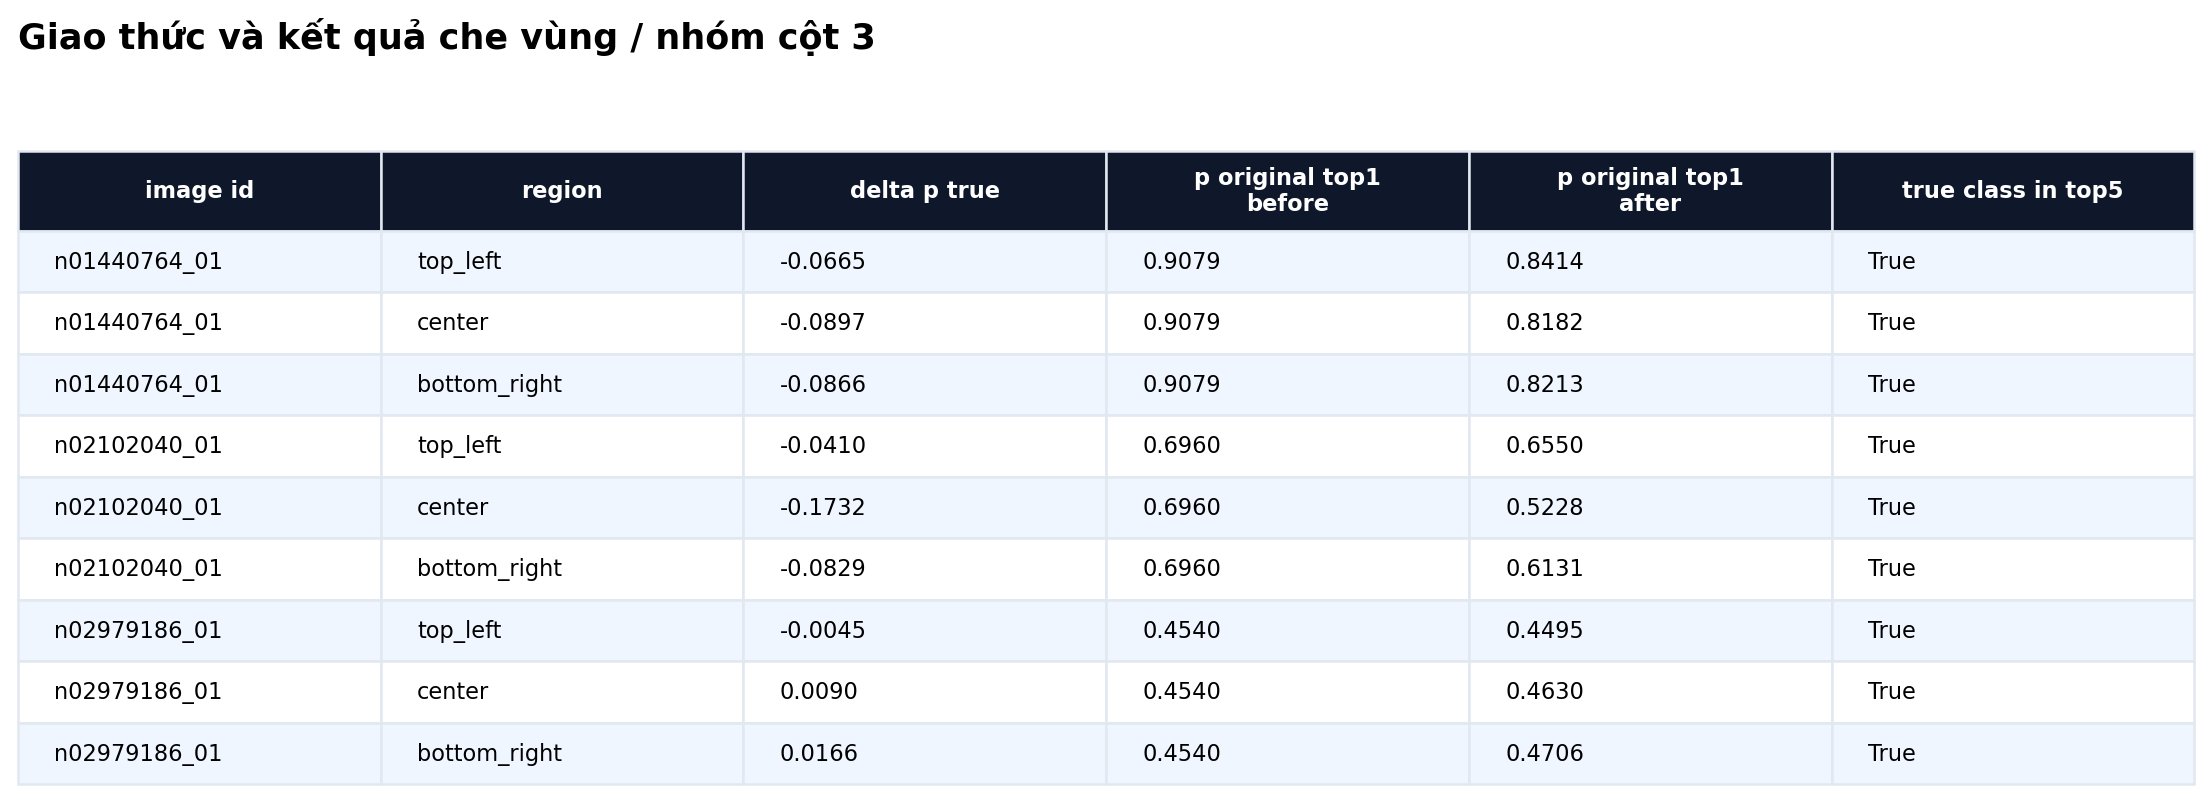 Giao thức và kết quả che vùng / nhóm cột 3
image id region delta p true p original top1 before p original top1 after true class in top5
n01440764_01 top_left -0.0665 0.9079 0.8414 True
n01440764_01 center -0.0897 0.9079 0.8182 True
n01440764_01 bottom_right -0.0866 0.9079 0.8213 True
n02102040_01 top_left -0.0410 0.6960 0.6550 True
n02102040_01 center -0.1732 0.6960 0.5228 True
n02102040_01 bottom_right -0.0829 0.6960 0.6131 True
n02979186_01 top_left -0.0045 0.4540 0.4495 True
n02979186_01 center 0.0090 0.4540 0.4630 True
n02979186_01 bottom_right 0.0166 0.4540 0.4706 True